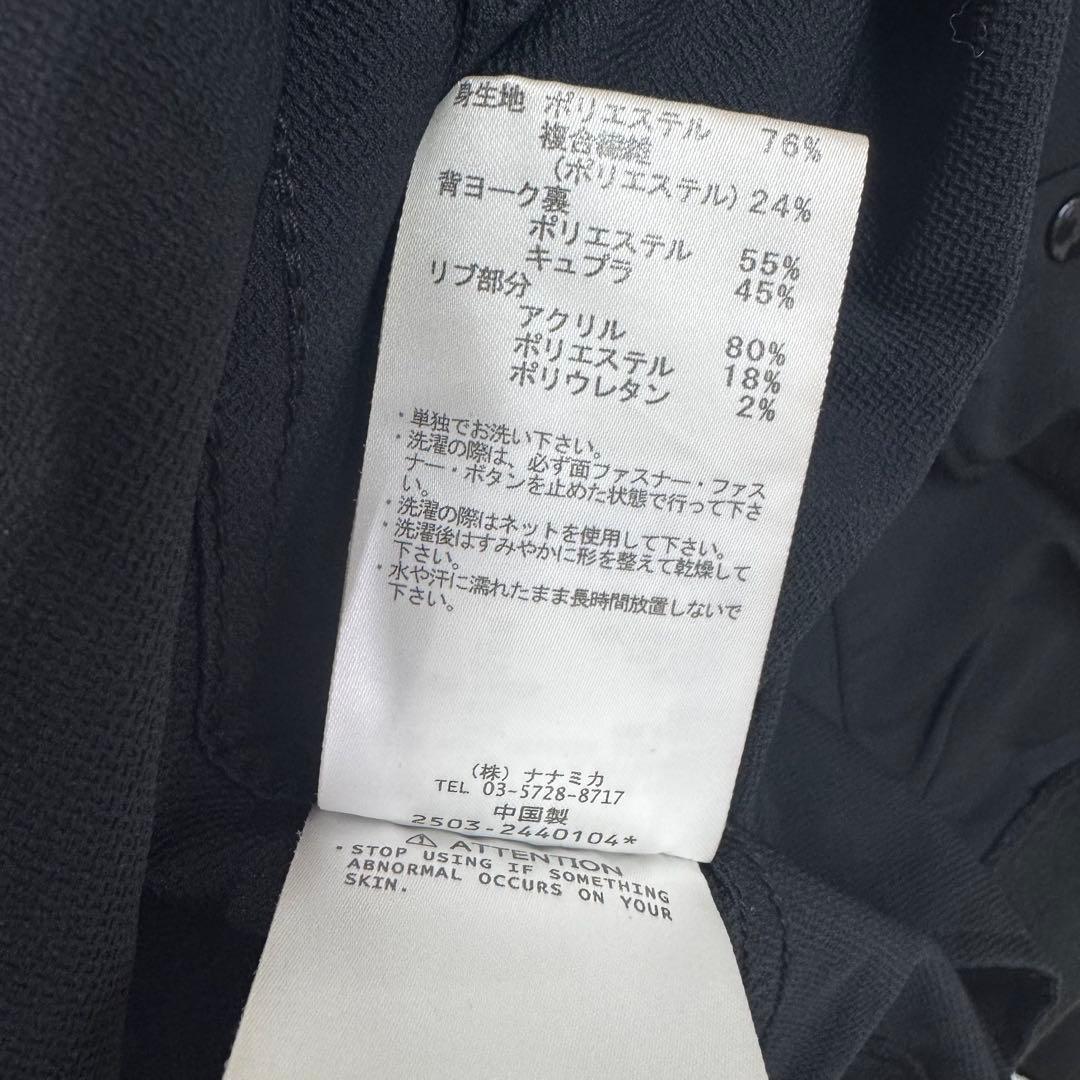 身生地 ポリエステル 76%
複合繊維
(ポリエステル) 24%
背ヨーク裏
ポリエステル 55%
キュプラ 45%
リブ部分
アクリル 80%
ポリエステル 18%
ポリウレタン 2%
・単独でお洗い下さい。
・洗濯の際は、必ず面ファスナー・ファス
ナー・ボタンを止めた状態で行って下さ
い。
・洗濯の際はネットを使用して下さい。
・洗濯後はすみやかに形を整えて乾燥して
下さい。
・水や汗に濡れたまま長時間放置しないで
下さい。
(株) ナナミカ
TEL 03-5728-8717
中国製
2503-2440104*
⚠ ATTENTION
・STOP USING IF SOMETHING
ABNORMAL OCCURS ON YOUR
SKIN.